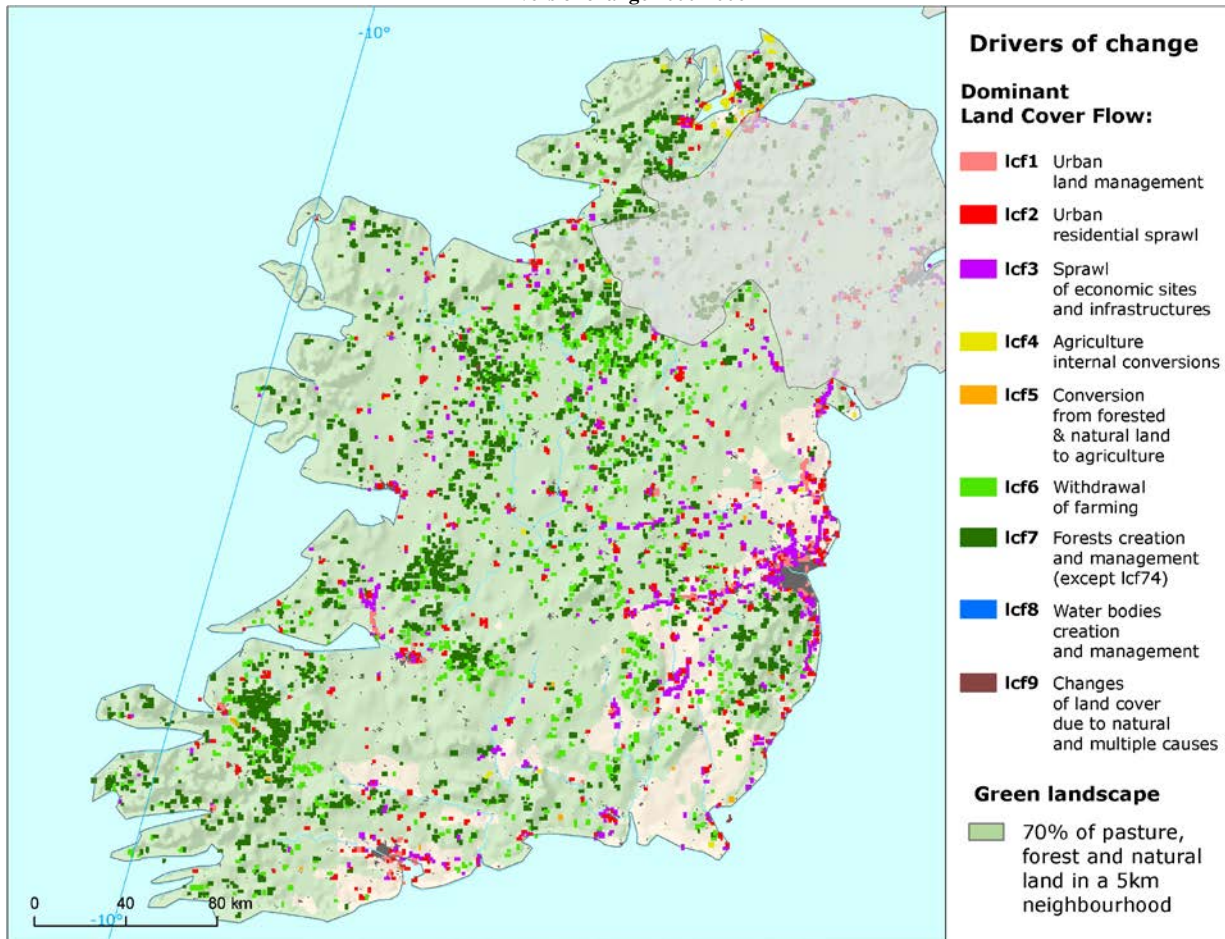 -10°
Drivers of change
Dominant
Land Cover Flow:
lcf1 Urban
land management
lcf2 Urban
residential sprawl
lcf3 Sprawl
of economic sites
and infrastructures
lcf4 Agriculture
internal conversions
lcf5 Conversion
from forested
& natural land
to agriculture
lcf6 Withdrawal
of farming
lcf7 Forests creation
and management
(except lcf74)
lcf8 Water bodies
creation
and management
lcf9 Changes
of land cover
due to natural
and multiple causes
Green landscape
70% of pasture,
forest and natural
land in a 5km
neighbourhood
0 40 80 km
-10°